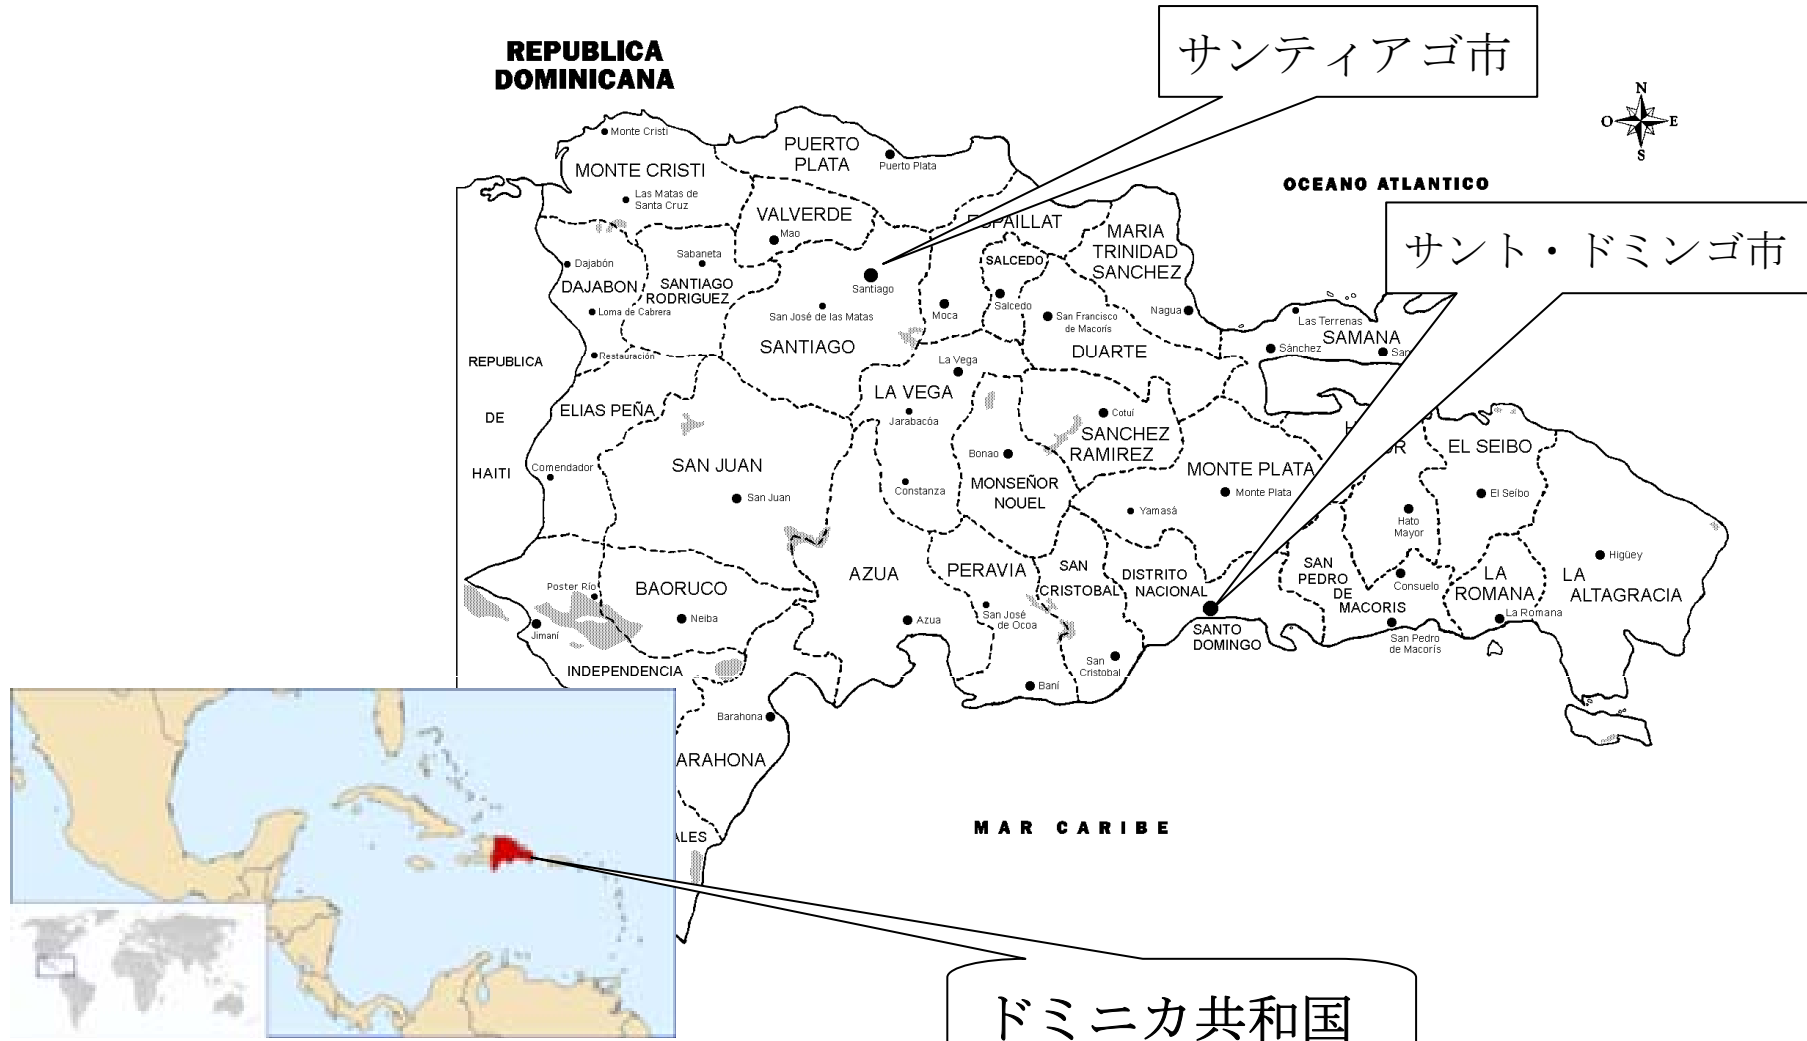 REPUBLICA
DOMINICANA
サンティアゴ市
N
O
E
S
OCEANO ATLANTICO
サント・ドミンゴ市
Monte Cristi
MONTE CRISTI
Las Matas de
Santa Cruz
PUERTO
PLATA
Puerto Plata
VALVERDE
Mao
ESPAILLAT
MARIA
TRINIDAD
SANCHEZ
Nagua
SALCEDO
Salcedo
Dajabón
DAJABON
Loma de Cabrera
Restauración
Sabaneta
SANTIAGO
RODRIGUEZ
Santiago
San José de las Matas
SANTIAGO
Moca
San Francisco
de Macorís
DUARTE
Las Terrenas
SAMANA
Sánchez
San
REPUBLICA
DE
HAITI
ELIAS PEÑA
Comendador
La Vega
LA VEGA
Jarabacóa
Constanza
Cotuí
SANCHEZ
RAMIREZ
Bonao
MONSEÑOR
NOUEL
SAN JUAN
San Juan
MONTE PLATA
Monte Plata
Yamasá
H
OR
Hato
Mayor
EL SEIBO
El Seíbo
Higüey
LA
ALTAGRACIA
LA
ROMANA
La Romana
SAN
PEDRO
DE
MACORIS
Consuelo
San Pedro
de Macorís
AZUA
Azua
PERAVIA
San José
de Ocoa
Baní
SAN
CRISTOBAL
San
Cristobal
DISTRITO
NACIONAL
SANTO
DOMINGO
Poster Río
BAORUCO
Neiba
Jimaní
INDEPENDENCIA
Barahona
ARAHONA
ALES
MAR CARIBE
ドミニカ共和国